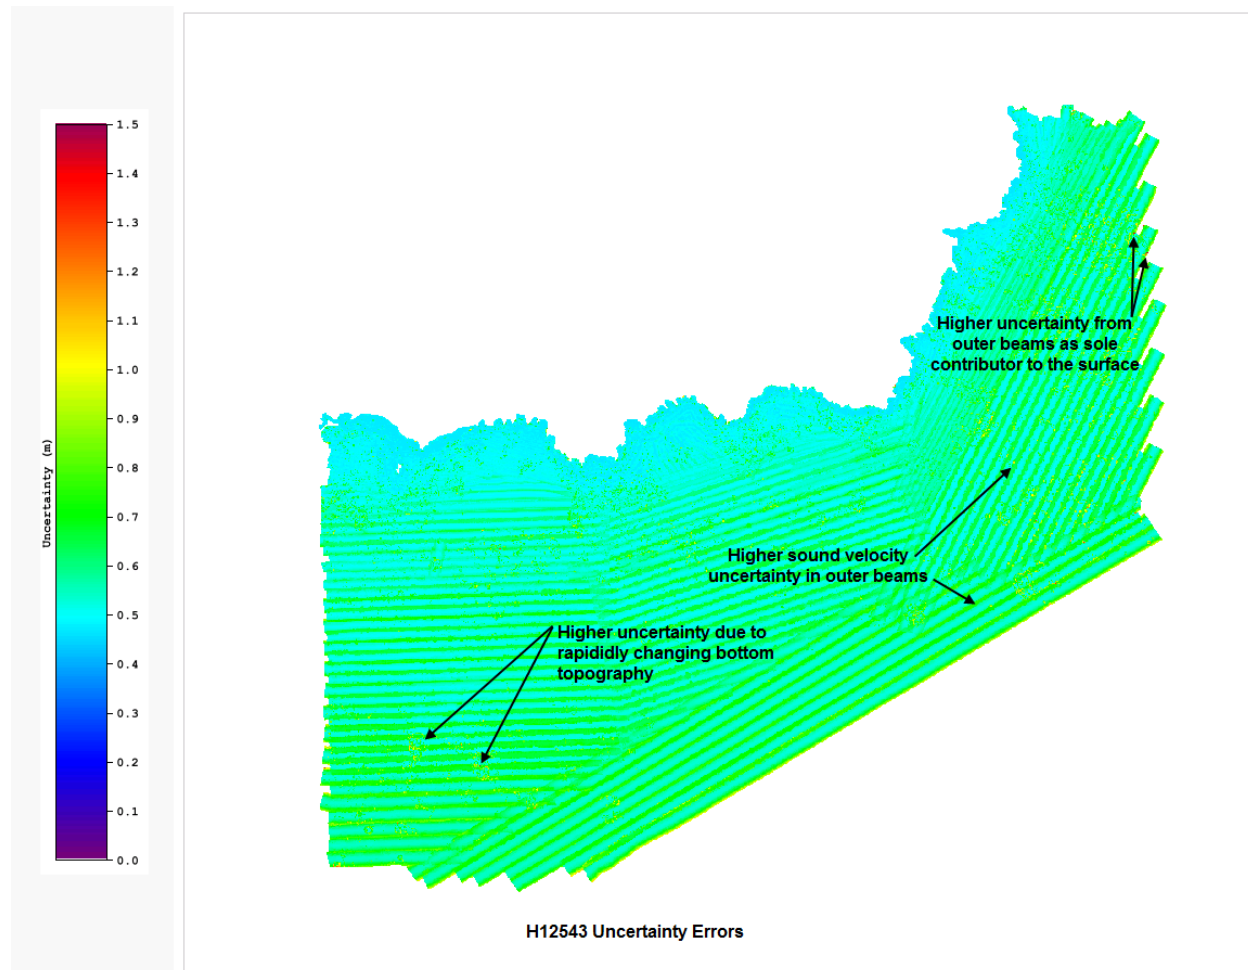 1.5
1.4
1.3
1.2
1.1
1.0
0.9
0.8
0.7
0.6
0.5
0.4
0.3
0.2
0.1
0.0
Uncertainty (m)
Higher uncertainty from
outer beams as sole
contributor to the surface
Higher sound velocity
uncertainty in outer beams
Higher uncertainty due to
rapididly changing bottom
topography
H12543 Uncertainty Errors